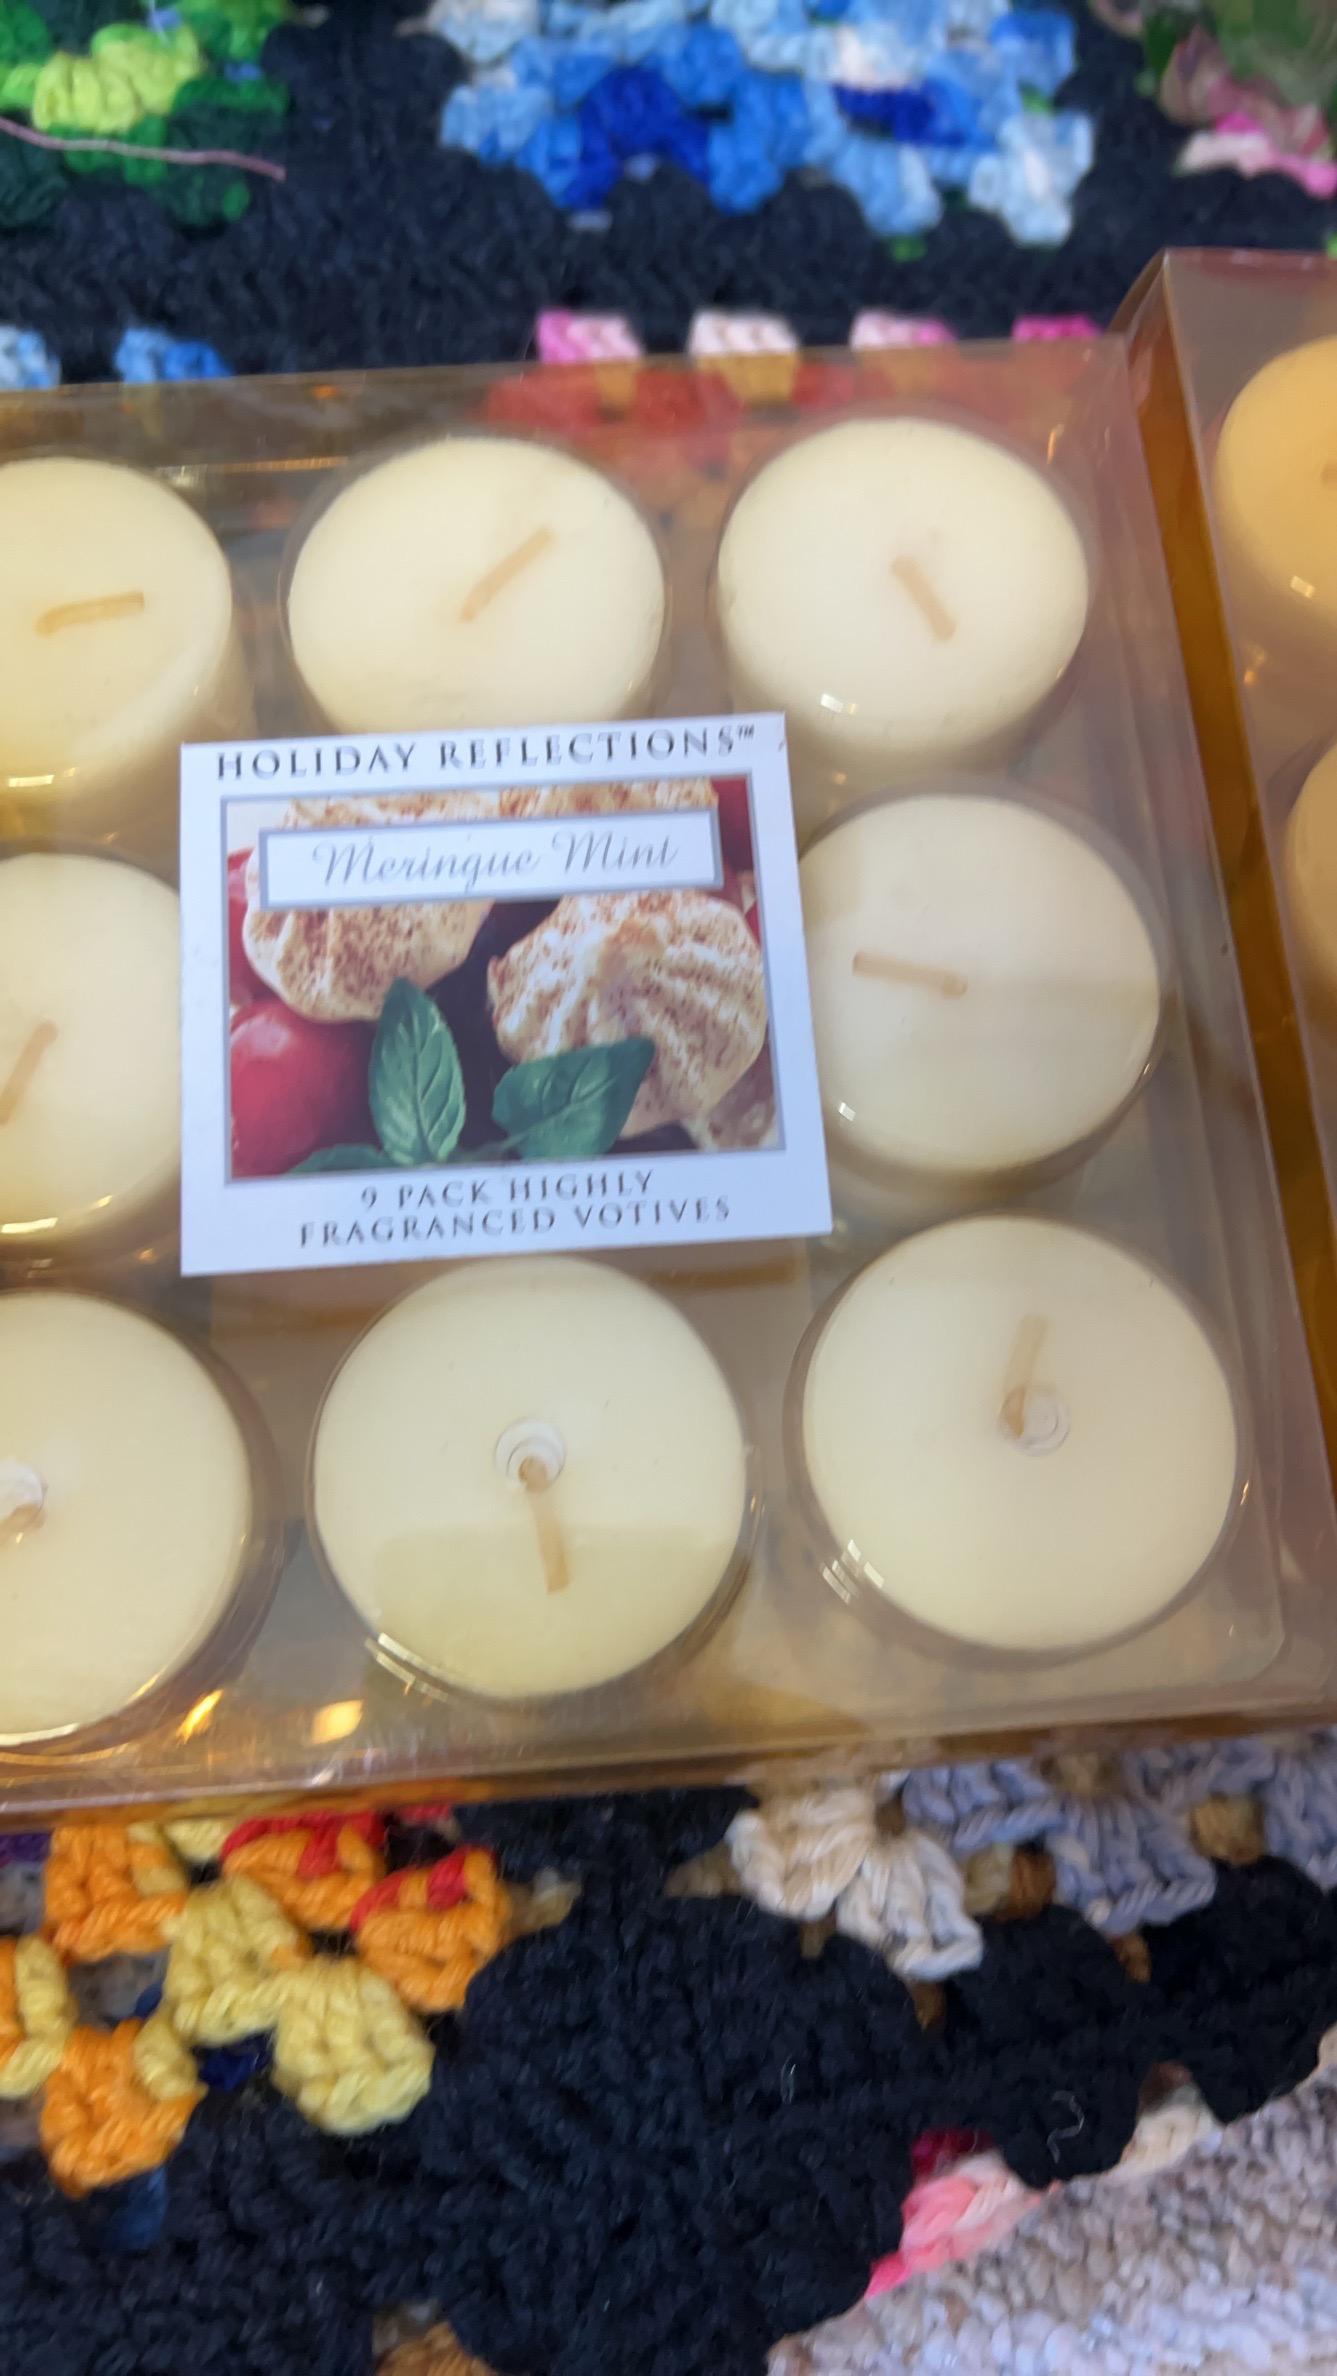 HOLIDAY REFLECTIONS™
Meringue Mint
9 PACK HIGHLY
FRAGRANCED VOTIVES